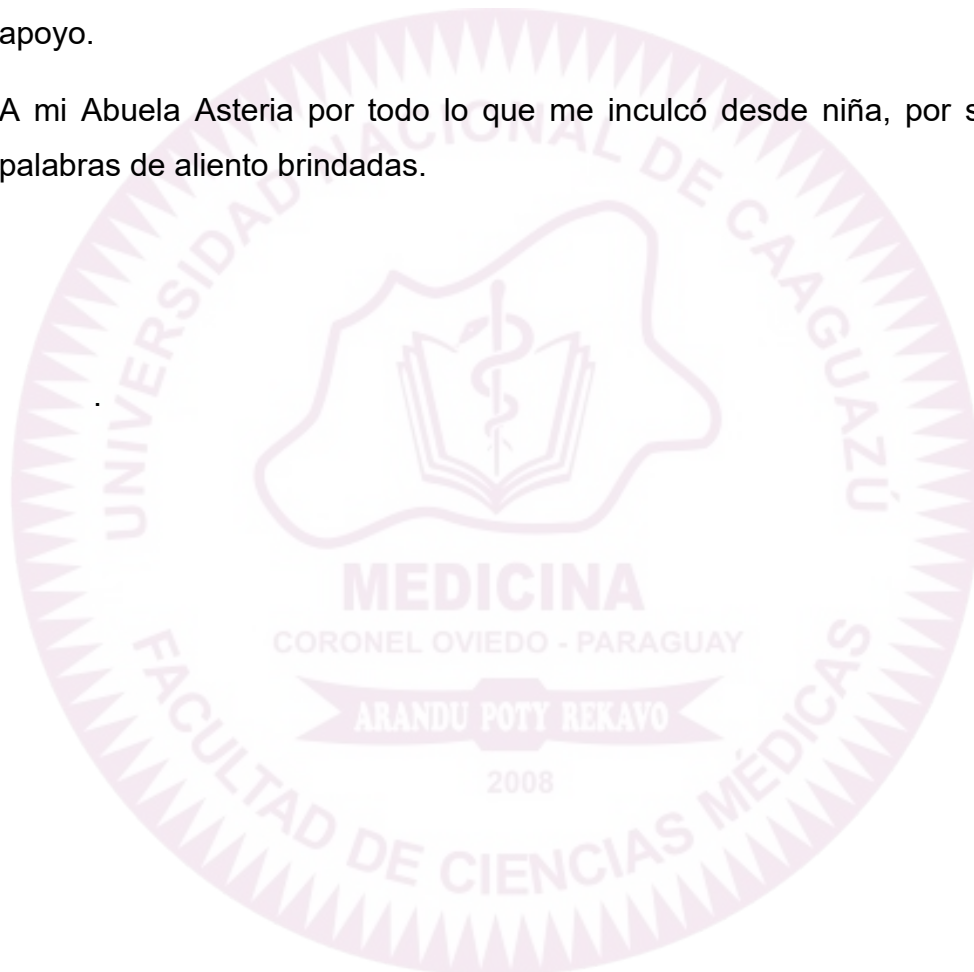 apoyo.
A mi Abuela Asteria por todo lo que me inculcó desde niña, por s
palabras de aliento brindadas.
.
UNIVERSIDAD NACIONAL DE CAAGUAZÚ
MEDICINA
CORONEL OVIEDO - PARAGUAY
ARANDU POTY REKAVO
2008
FACULTAD DE CIENCIAS MÉDICAS